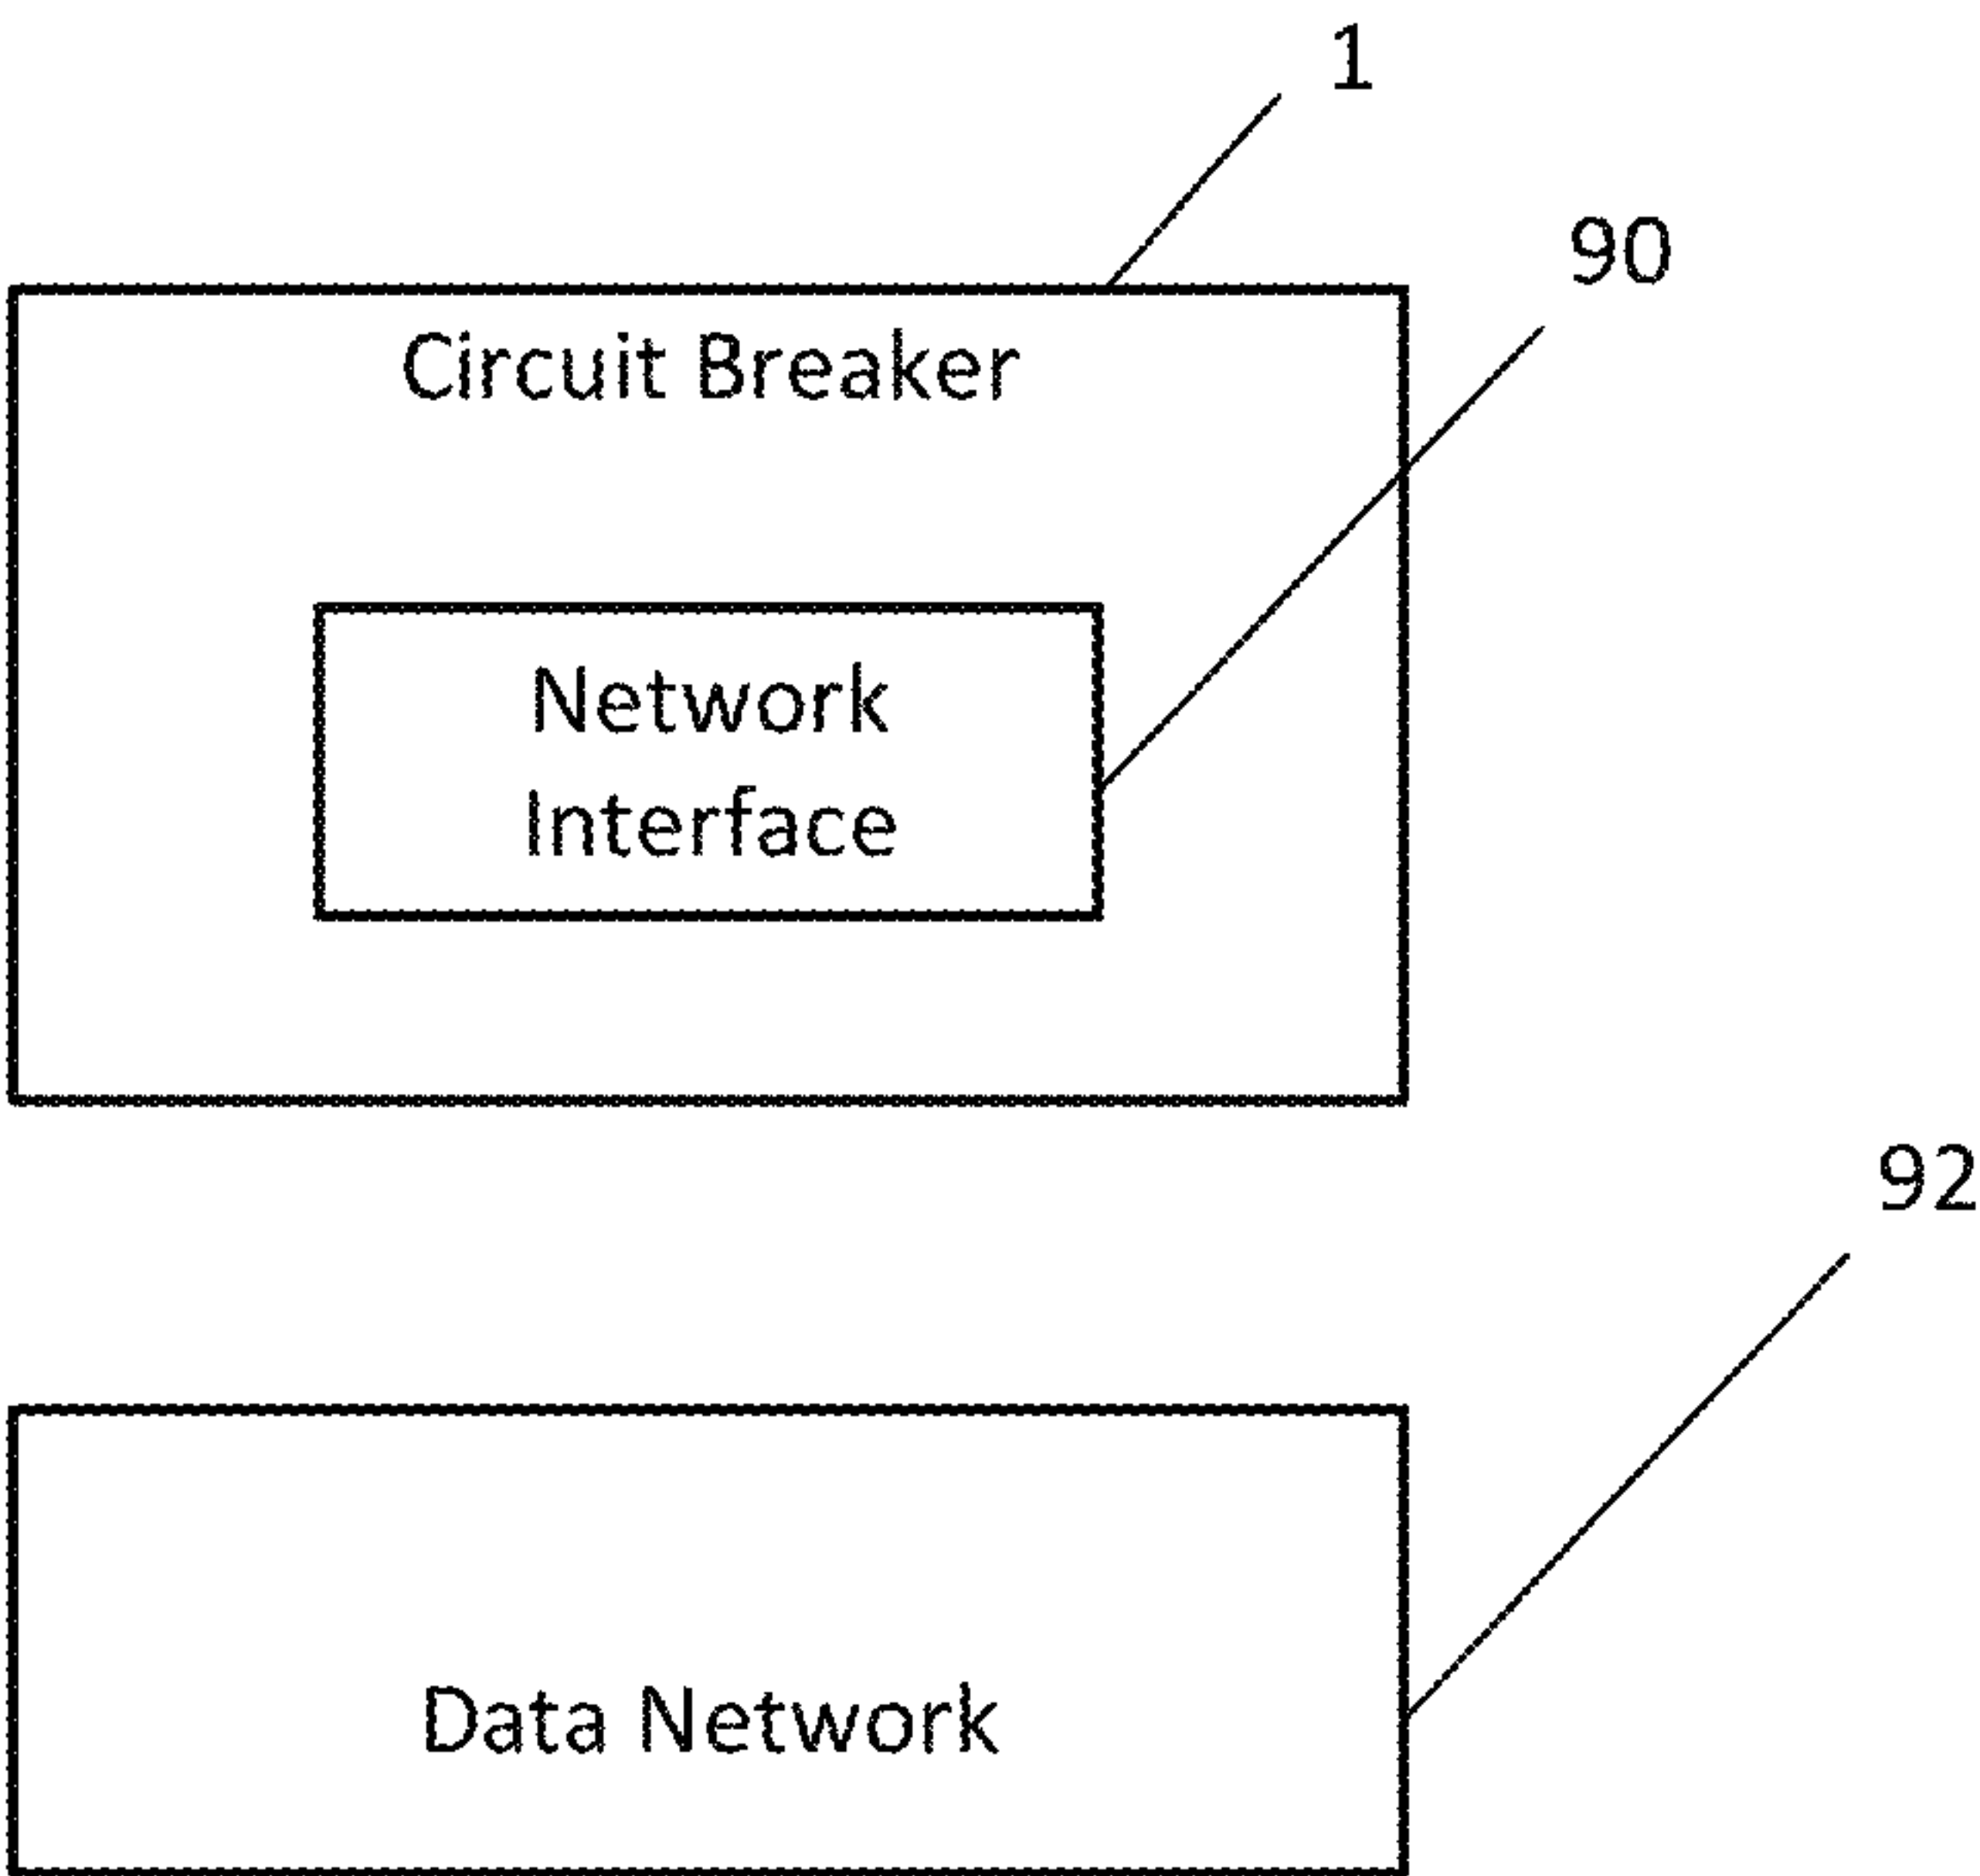 1
90
Circuit Breaker
Network
Interface
92
Data Network